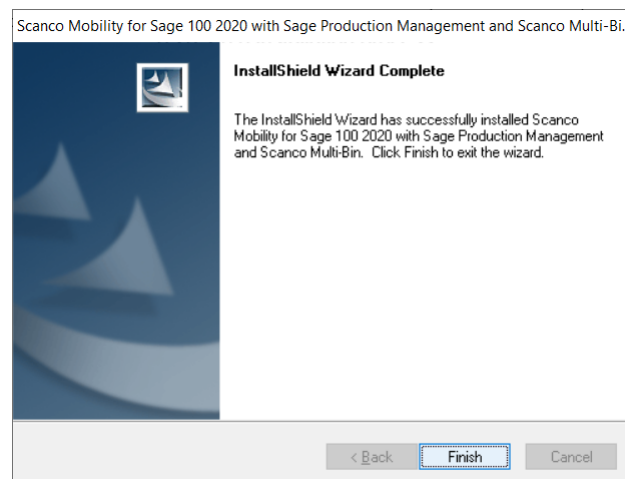 Scanco Mobility for Sage 100 2020 with Sage Production Management and Scanco Multi-Bi.
InstallShield Wizard Complete
The InstallShield Wizard has successfully installed Scanco
Mobility for Sage 100 2020 with Sage Production Management
and Scanco Multi-Bin. Click Finish to exit the wizard.
< Back
Finish
Cancel